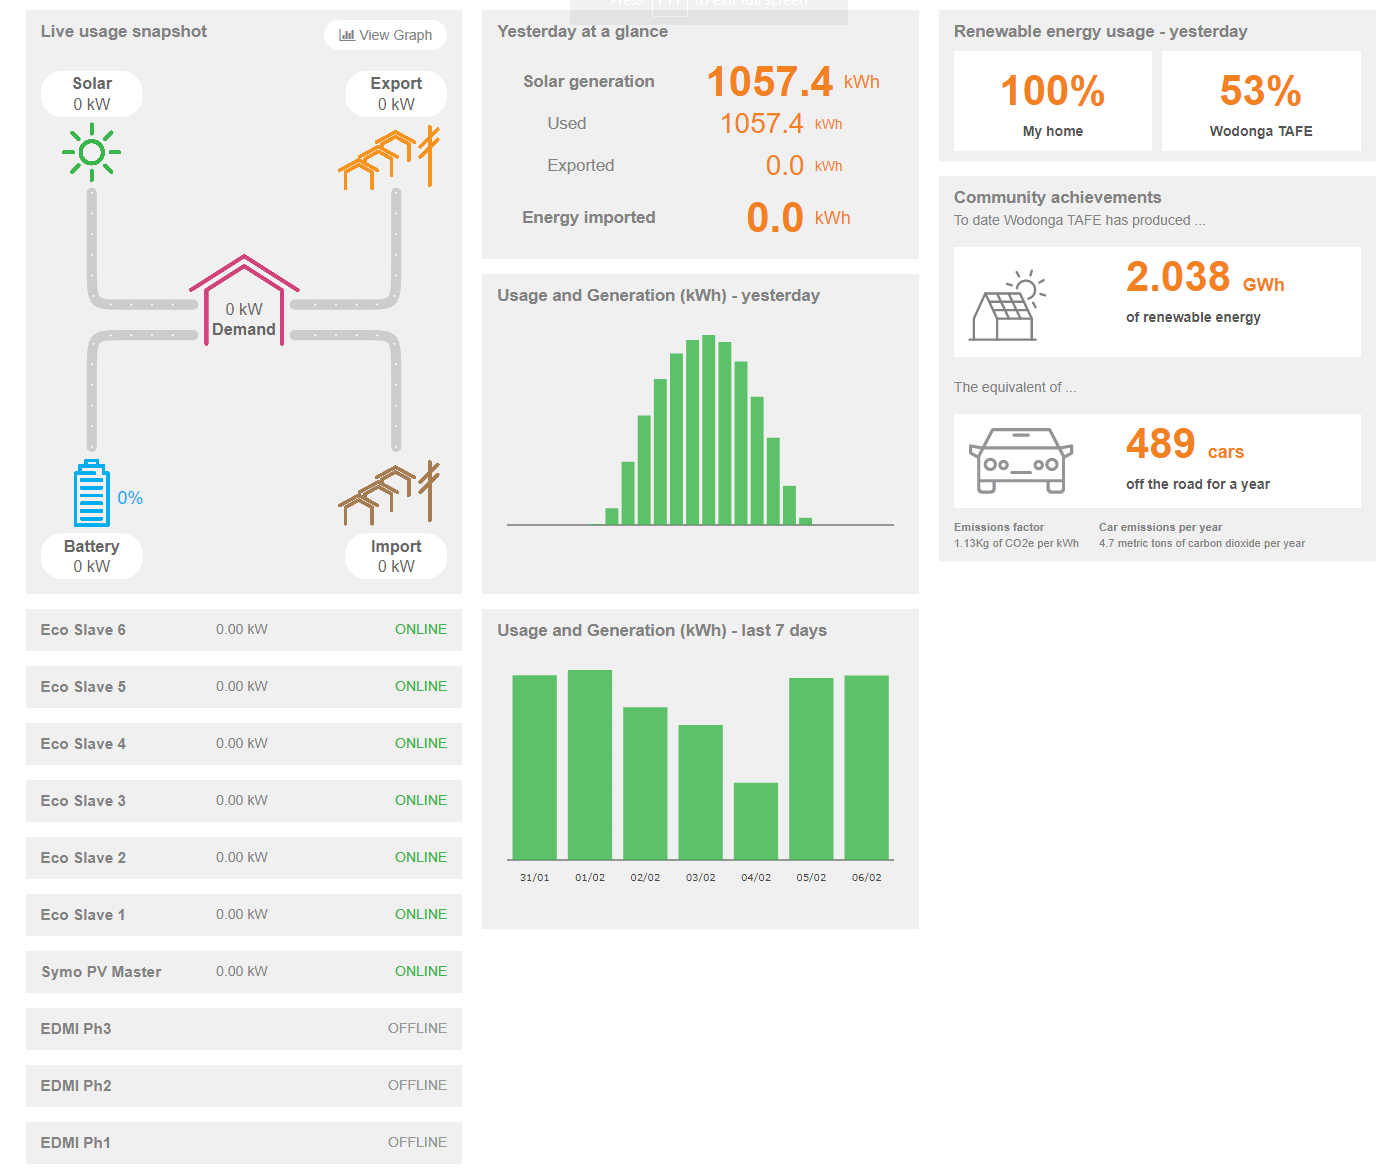 Press F11 to exit full screen
Live usage snapshot
View Graph
Solar
0 kW
Export
0 kW
0 kW
Demand
0%
Battery
0 kW
Import
0 kW
Eco Slave 6 0.00 kW ONLINE
Eco Slave 5 0.00 kW ONLINE
Eco Slave 4 0.00 kW ONLINE
Eco Slave 3 0.00 kW ONLINE
Eco Slave 2 0.00 kW ONLINE
Eco Slave 1 0.00 kW ONLINE
Symo PV Master 0.00 kW ONLINE
EDMI Ph3 OFFLINE
EDMI Ph2 OFFLINE
EDMI Ph1 OFFLINE
Yesterday at a glance
Solar generation 1057.4 kWh
Used 1057.4 kWh
Exported 0.0 kWh
Energy imported 0.0 kWh
Usage and Generation (kWh) - yesterday
Usage and Generation (kWh) - last 7 days
31/01 01/02 02/02 03/02 04/02 05/02 06/02
Renewable energy usage - yesterday
100%
My home
53%
Wodonga TAFE
Community achievements
To date Wodonga TAFE has produced ...
2.038 GWh
of renewable energy
The equivalent of ...
489 cars
off the road for a year
Emissions factor
1.13Kg of CO2e per kWh
Car emissions per year
4.7 metric tons of carbon dioxide per year